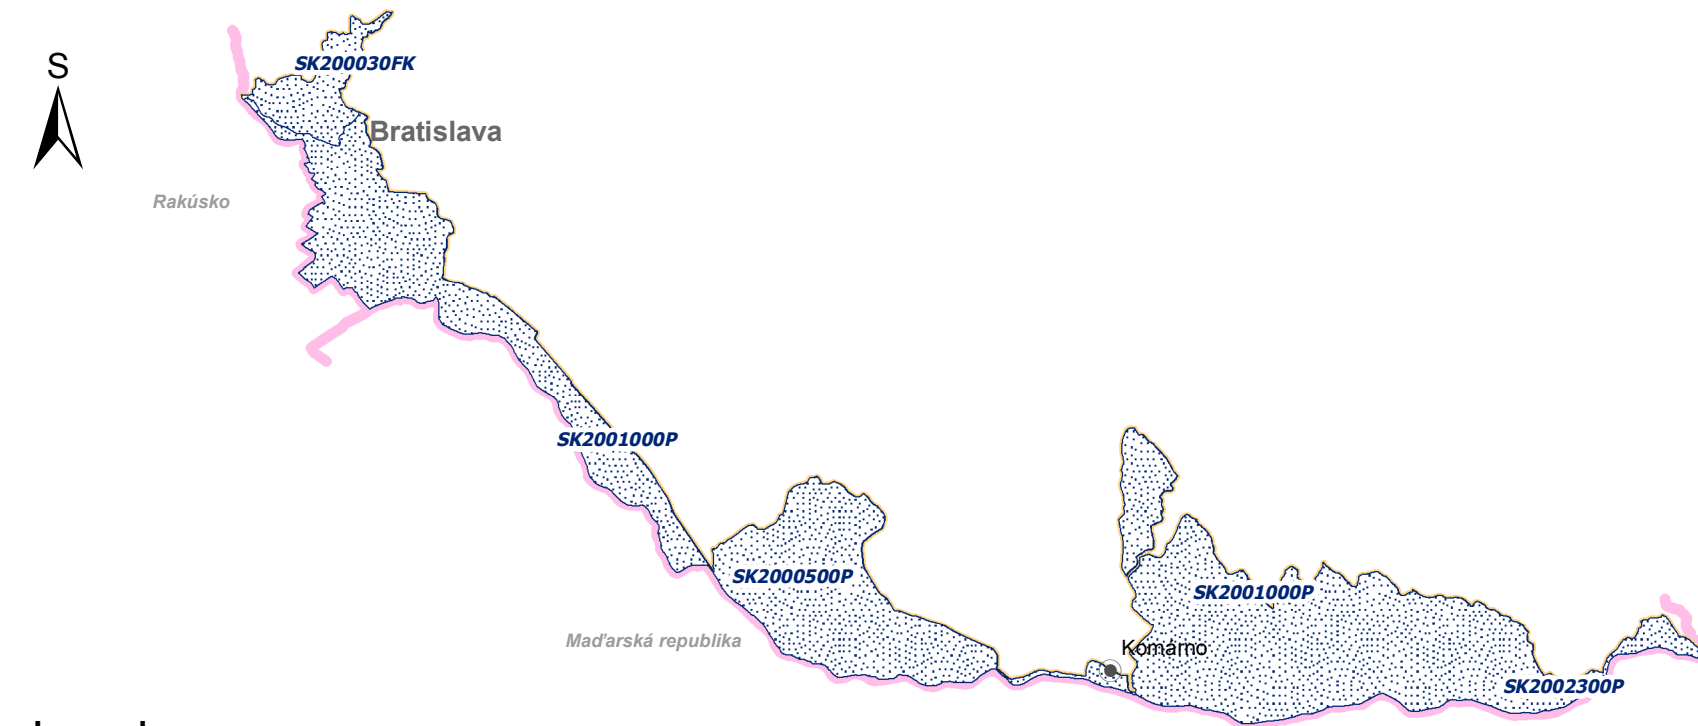 S
SK200030FK
Bratislava
Rakúsko
SK2001000P
SK2000500P
SK2001000P
Maďarská republika
Komárno
SK2002300P